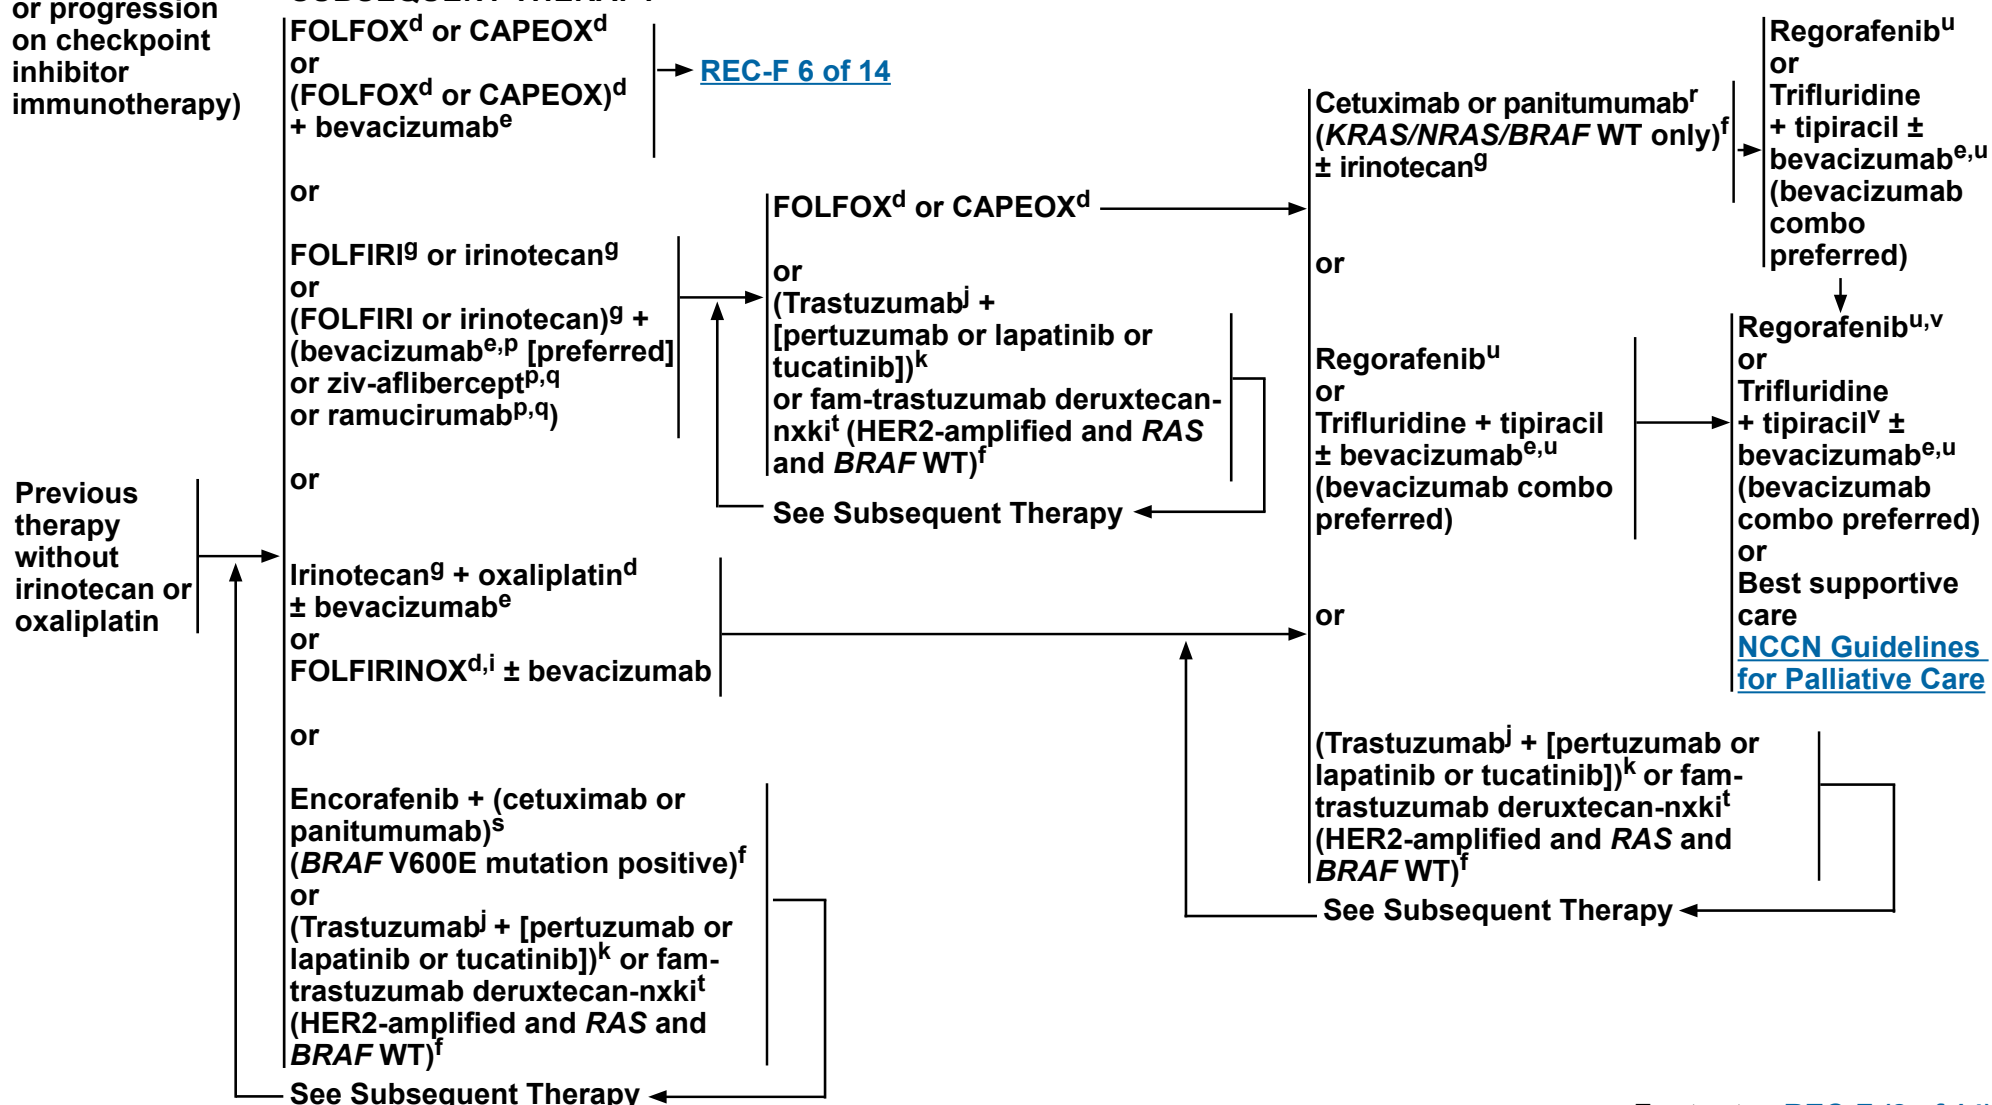 or progression
on checkpoint
inhibitor
immunotherapy)
Previous
therapy
without
irinotecan or
oxaliplatin
SUBSEQUENT THERAPY
FOLFOXd or CAPEOXd
or
(FOLFOXd or CAPEOX)d
+ bevacizumabe
REC-F 6 of 14
or
FOLFIRIg or irinotecang
or
(FOLFIRI or irinotecan)g +
(bevacizumabe,p [preferred]
or ziv-afliberceptp,q
or ramucirumabp,q)
or
Irinotecang + oxaliplatind
± bevacizumabe
or
FOLFIRINOXd,i ± bevacizumab
or
Encorafenib + (cetuximab or
panitumumab)s
(BRAF V600E mutation positive)f
or
(Trastuzumabj + [pertuzumab or
lapatinib or tucatinib])k or fam-
trastuzumab deruxtecan-nxkit
(HER2-amplified and RAS and
BRAF WT)f
See Subsequent Therapy
FOLFOXd or CAPEOXd
or
(Trastuzumabj +
[pertuzumab or lapatinib or
tucatinib])k
or fam-trastuzumab deruxtecan-
nxkit (HER2-amplified and RAS
and BRAF WT)f
See Subsequent Therapy
Cetuximab or panitumumabr
(KRAS/NRAS/BRAF WT only)f
± irinotecang
or
Regorafenibu
or
Trifluridine + tipiracil
± bevacizumabe,u
(bevacizumab combo
preferred)
or
(Trastuzumabj + [pertuzumab or
lapatinib or tucatinib])k or fam-
trastuzumab deruxtecan-nxkit
(HER2-amplified and RAS and
BRAF WT)f
See Subsequent Therapy
Regorafenibu
or
Trifluridine
+ tipiracil ±
bevacizumabe,u
(bevacizumab
combo
preferred)
Regorafenibu,v
or
Trifluridine
+ tipiracilv ±
bevacizumabe,u
(bevacizumab
combo preferred)
or
Best supportive
care
NCCN Guidelines
for Palliative Care